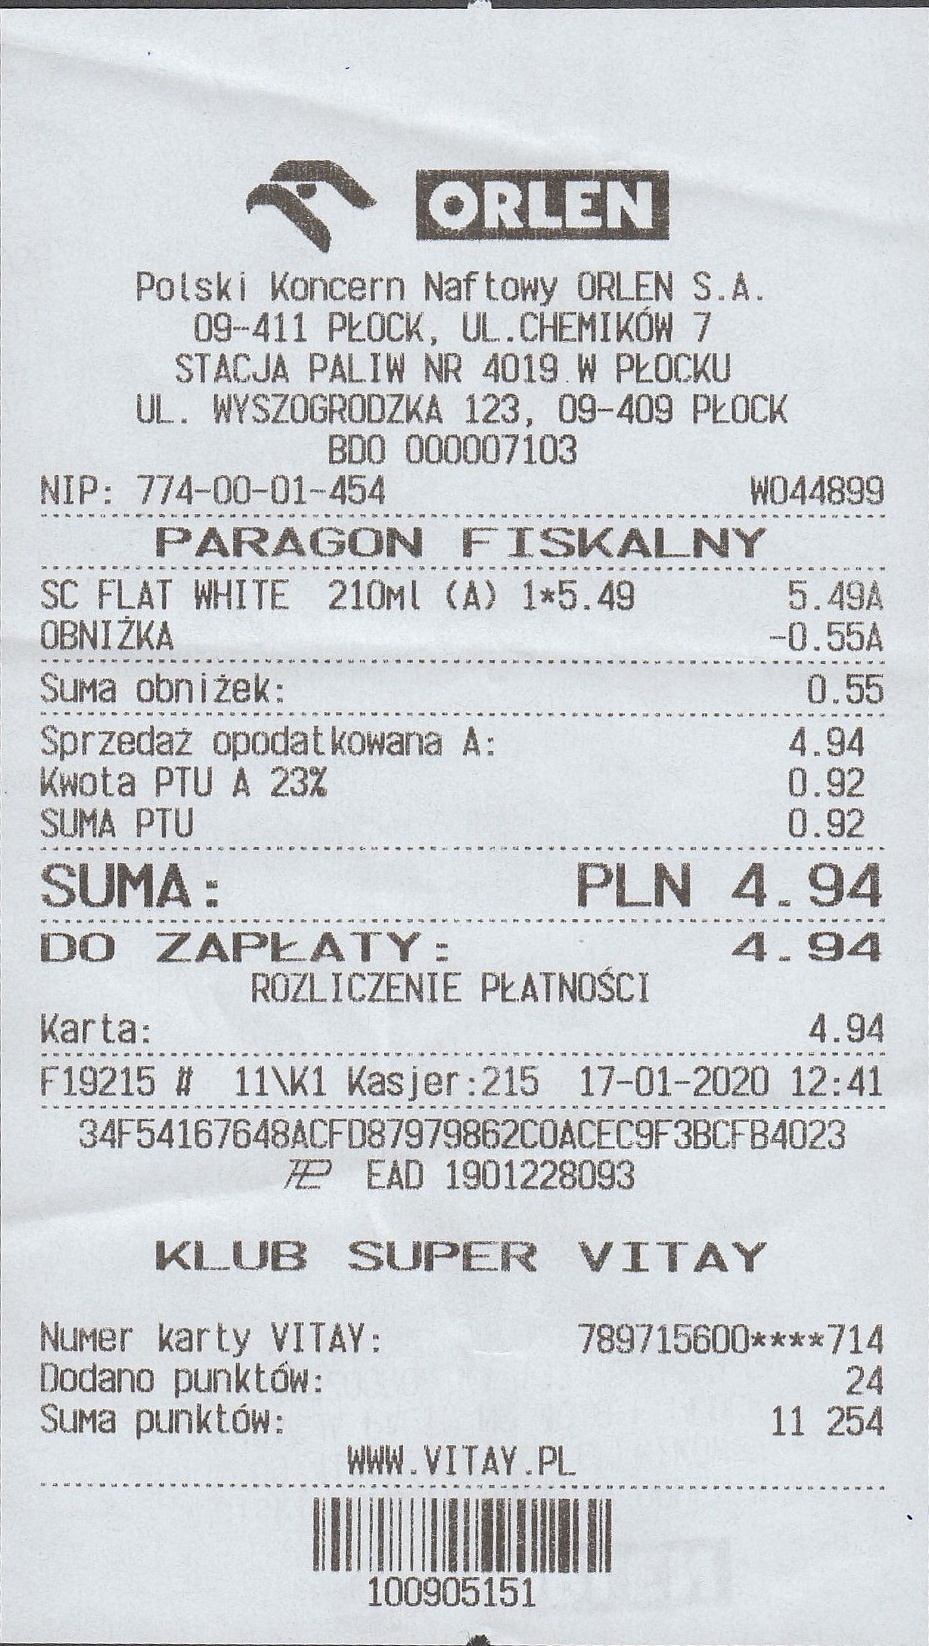 ORLEN
Polski Koncern Naftowy ORLEN S.A.
09-411 PŁOCK, UL.CHEMIKÓW 7
STACJA PALIW NR 4019 W PŁOCKU
UL. WYSZOGRODZKA 123, 09-409 PŁOCK
BDO 000007103
NIP: 774-00-01-454 W044899
PARAGON FISKALNY
SC FLAT WHITE 210ml (A) 1*5.49 5.49A
OBNIŻKA -0.55A
Suma obniżek: 0.55
Sprzedaż opodatkowana A: 4.94
Kwota PTU A 23% 0.92
SUMA PTU 0.92
SUMA: PLN 4.94
DO ZAPŁATY: 4.94
ROZLICZENIE PŁATNOŚCI
Karta: 4.94
F19215 # 11\K1 Kasjer:215 17-01-2020 12:41
34F54167648ACFD87979862C0ACEC9F3BCFB4023
EAD 1901228093
KLUB SUPER VITAY
Numer karty VITAY: 789715600****714
Dodano punktów: 24
Suma punktów: 11 254
WWW.VITAY.PL
100905151